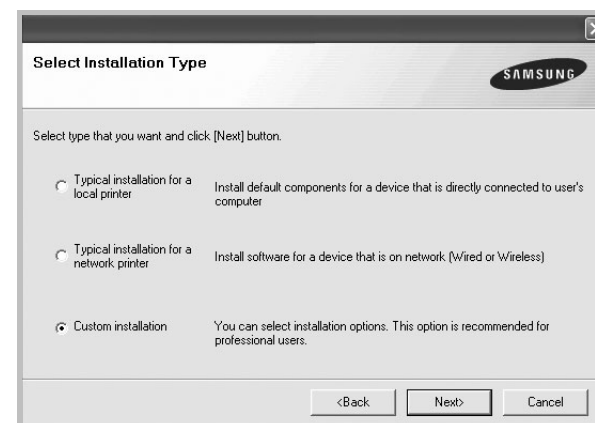 Select Installation Type
SAMSUNG
Select type that you want and click [Next] button.
Typical installation for a
local printer
Install default components for a device that is directly connected to user's
computer
Typical installation for a
network printer
Install software for a device that is on network (Wired or Wireless)
Custom installation
You can select installation options. This option is recommended for
professional users.
<Back
Next>
Cancel